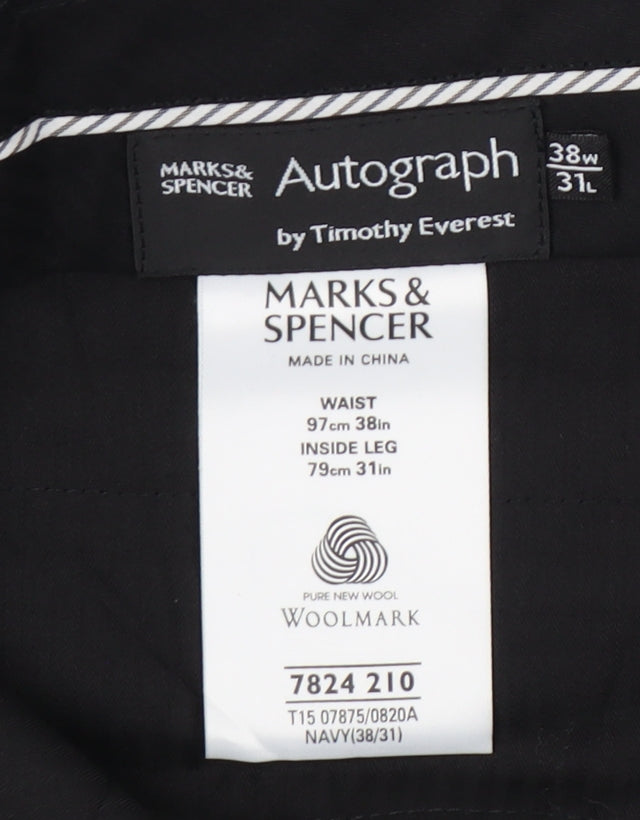 MARKS&
SPENCER
Autograph
by Timothy Everest
38W
31L
MARKS &
SPENCER
MADE IN CHINA
WAIST
97cm 38in
INSIDE LEG
79cm 31in
PURE NEW WOOL
WOOLMARK
7824 210
T15 07875/0820A
NAVY(38/31)